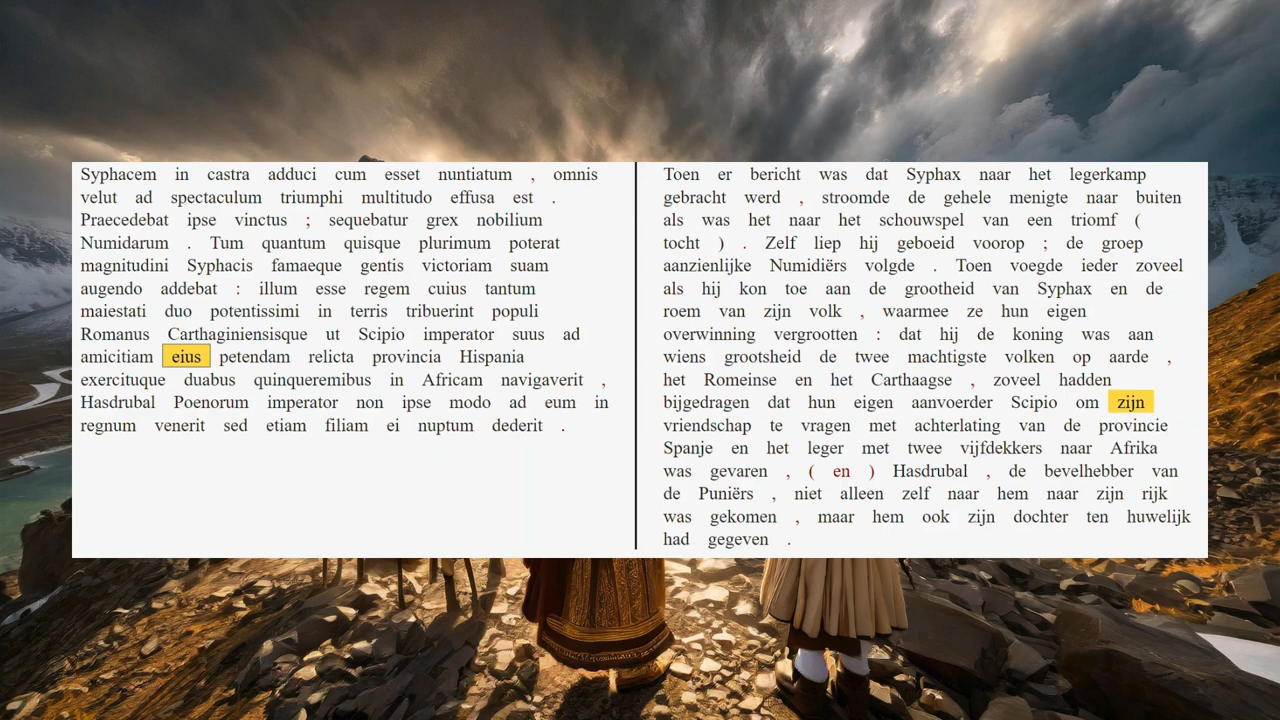 Syphacem in castra adduci cum esset nuntiatum , omnis
velut ad spectaculum triumphi multitudo effusa est .
Praecedebat ipse vinctus ; sequebatur grex nobilium
Numidarum . Tum quantum quisque plurimum poterat
magnitudini Syphacis famaeque gentis victoriam suam
augendo addebat : illum esse regem cuius tantum
maiestati duo potentissimi in terris tribuerint populi
Romanus Carthaginiensisque ut Scipio imperator suus ad
amicitiam eius petendam relicta provincia Hispania
exercituque duabus quinqueremibus in Africam navigaverit ,
Hasdrubal Poenorum imperator non ipse modo ad eum in
regnum venerit sed etiam filiam ei nuptum dederit .
Toen er bericht was dat Syphax naar het legerkamp
gebracht werd , stroomde de gehele menigte naar buiten
als was het naar het schouwspel van een triomf (
tocht ) . Zelf liep hij geboeid voorop ; de groep
aanzienlijke Numidiërs volgde . Toen voegde ieder zoveel
als hij kon toe aan de grootheid van Syphax en de
roem van zijn volk , waarmee ze hun eigen
overwinning vergrootten : dat hij de koning was aan
wiens grootsheid de twee machtigste volken op aarde ,
het Romeinse en het Carthaagse , zoveel hadden
bijgedragen dat hun eigen aanvoerder Scipio om zijn
vriendschap te vragen met achterlating van de provincie
Spanje en het leger met twee vijfdekkers naar Afrika
was gevaren , ( en ) Hasdrubal , de bevelhebber van
de Puniërs , niet alleen zelf naar hem naar zijn rijk
was gekomen , maar hem ook zijn dochter ten huwelijk
had gegeven .